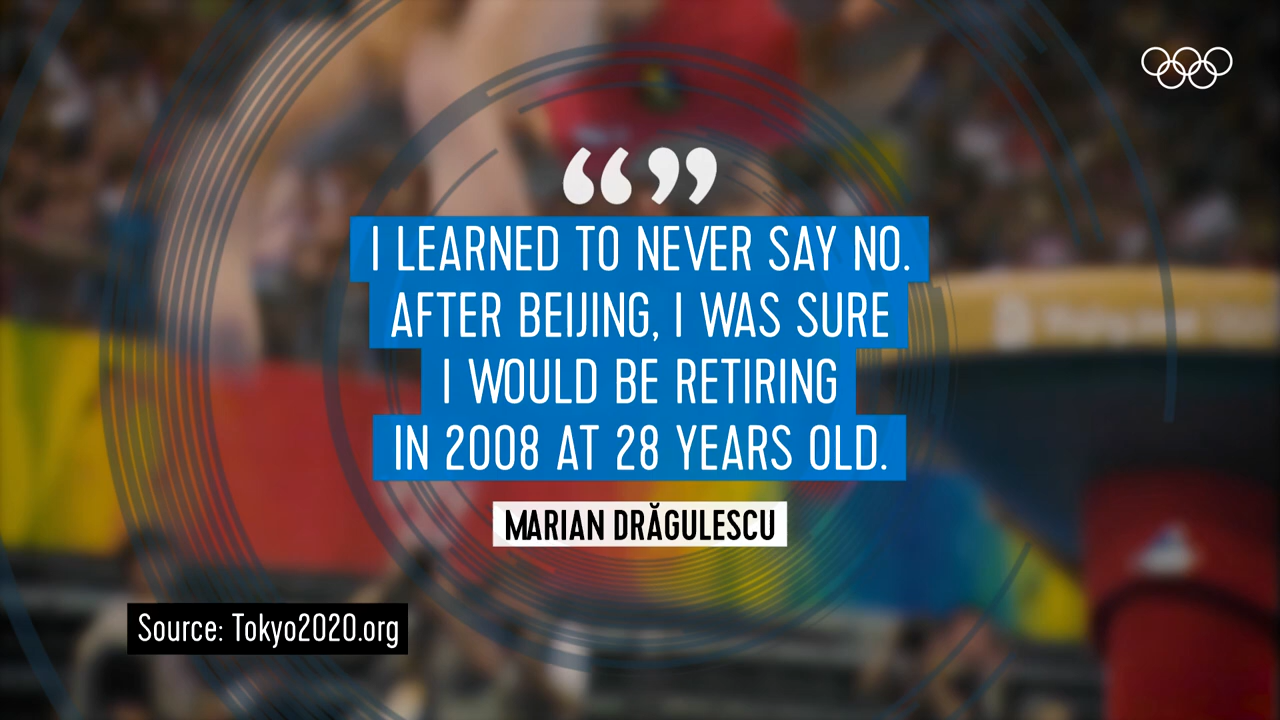 “”
I LEARNED TO NEVER SAY NO.
AFTER BEIJING, I WAS SURE
I WOULD BE RETIRING
IN 2008 AT 28 YEARS OLD.
MARIAN DRĂGULESCU
Source: Tokyo2020.org